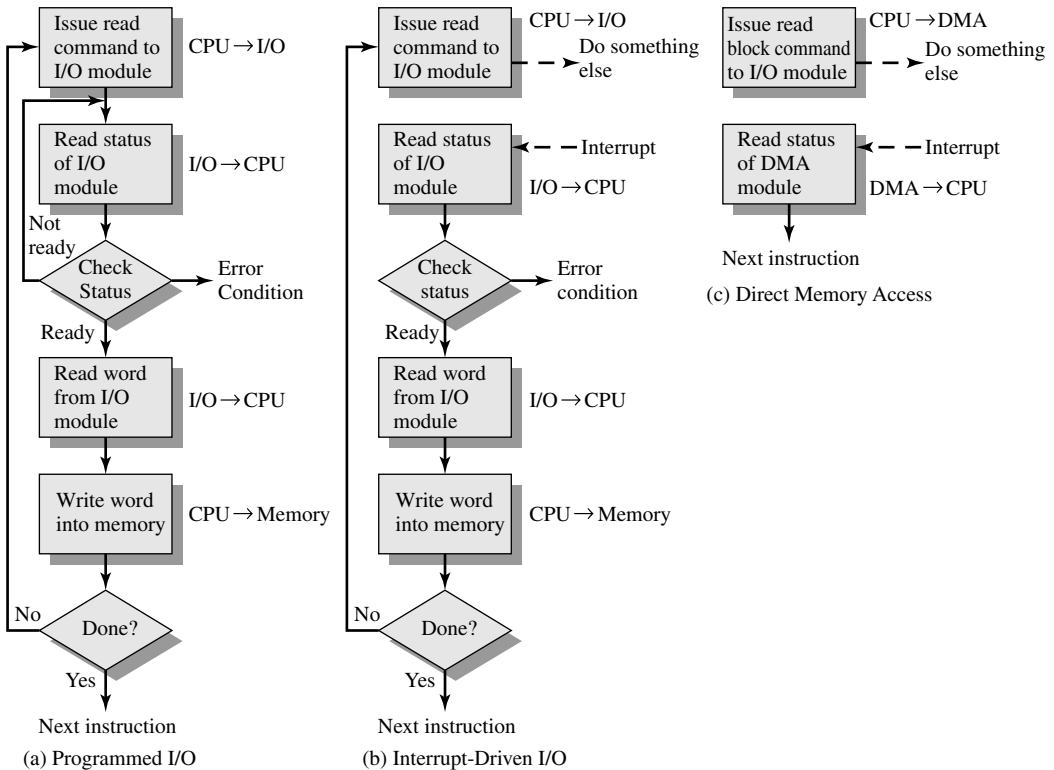 Issue read
command to
I/O module
CPU → I/O
Read status
of I/O
module
I/O → CPU
Not
ready
Check
Status
Error
Condition
Ready
Read word
from I/O
module
I/O → CPU
Write word
into memory
CPU → Memory
No
Done?
Yes
Next instruction
(a) Programmed I/O
Issue read
command to
I/O module
CPU → I/O
Do something
else
Read status
of I/O
module
Interrupt
I/O → CPU
Check
status
Error
condition
Ready
Read word
from I/O
module
I/O → CPU
Write word
into memory
CPU → Memory
No
Done?
Yes
Next instruction
(b) Interrupt-Driven I/O
Issue read
block command
to I/O module
CPU → DMA
Do something
else
Read status
of DMA
module
Interrupt
DMA → CPU
Next instruction
(c) Direct Memory Access